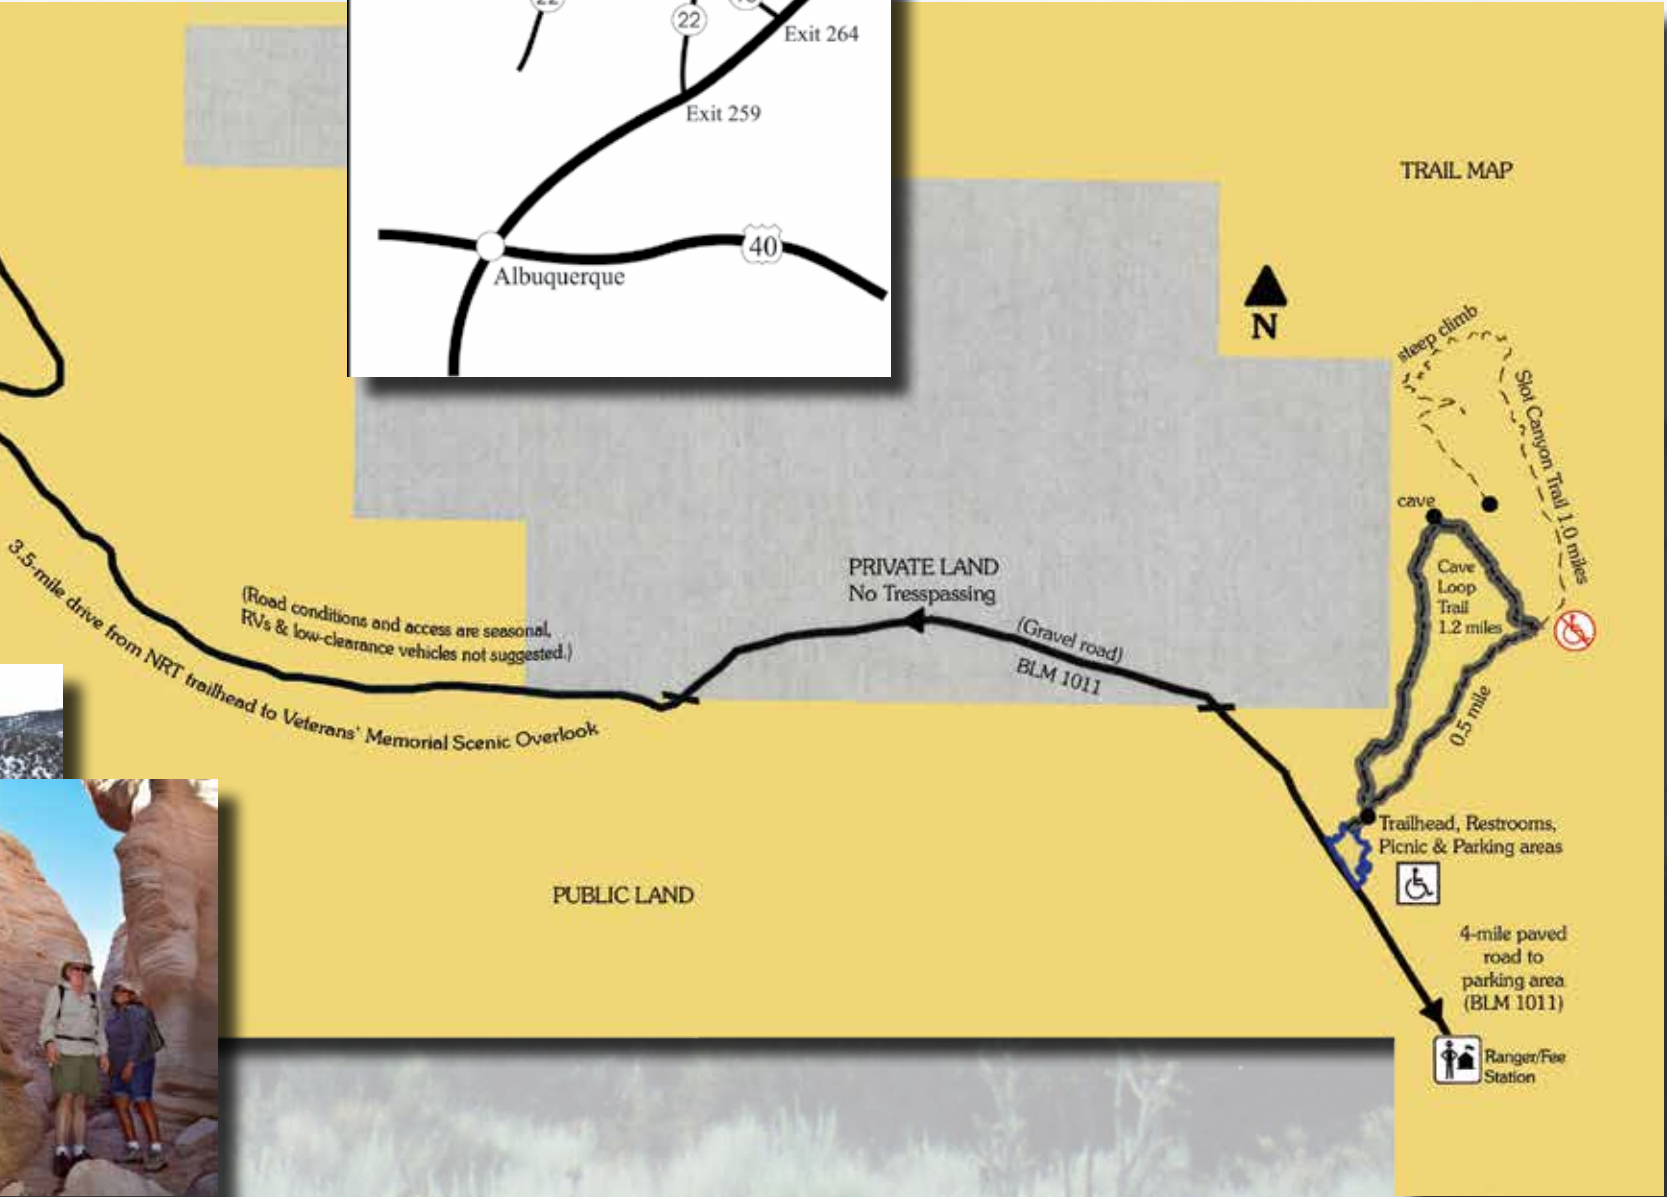 22
22
Exit 264
Exit 259
40
Albuquerque
TRAIL MAP
N
steep climb
Slot Canyon Trail 1.0 miles
cave
Cave
Loop
Trail
1.2 miles
0.5 mile
PRIVATE LAND
No Tresspassing
(Gravel road)
BLM 1011
(Road conditions and access are seasonal,
RVs & low-clearance vehicles not suggested.)
3.5-mile drive from NRT trailhead to Veterans' Memorial Scenic Overlook
Trailhead, Restrooms,
Picnic & Parking areas
PUBLIC LAND
4-mile paved
road to
parking area
(BLM 1011)
Ranger/Fee
Station